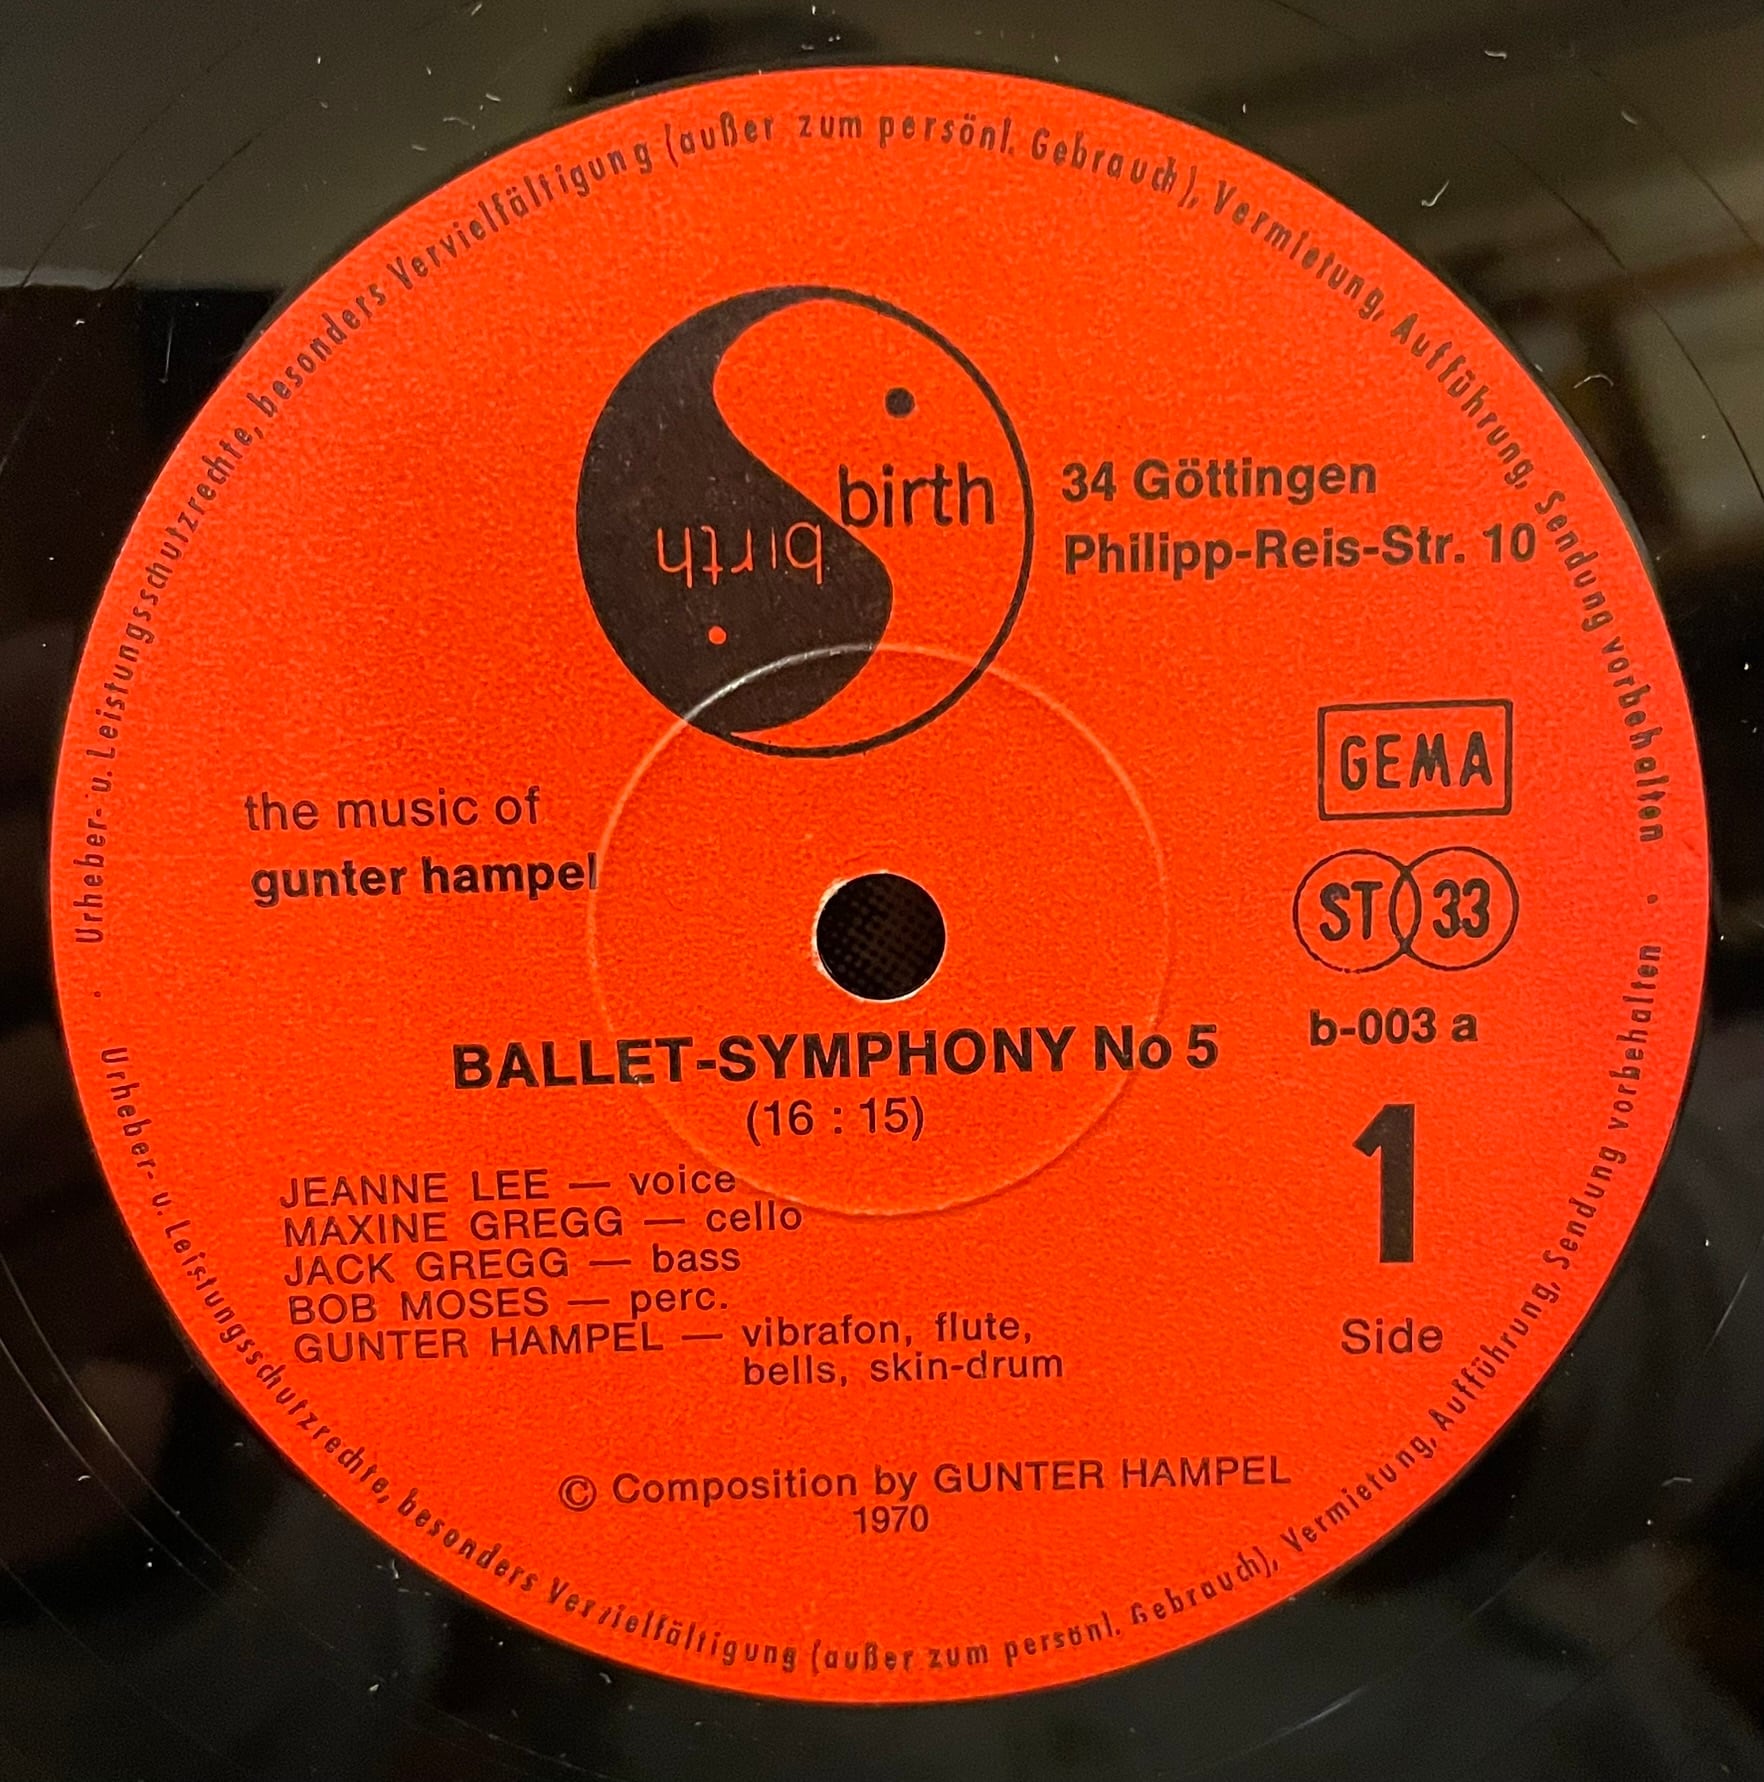 Urheber- u. Leistungsschutzrechte, besonders Vervielfältigung (außer zum persönl. Gebrauch), Vermietung, Aufführung, Sendung vorbehalten ·
birth
birth
34 Göttingen
Philipp-Reis-Str. 10
GEMA
the music of
gunter hampel
ST 33
b-003 a
BALLET-SYMPHONY No 5
(16 : 15)
1
Side
JEANNE LEE — voice
MAXINE GREGG — cello
JACK GREGG — bass
BOB MOSES — perc.
GUNTER HAMPEL — vibrafon, flute,
bells, skin-drum
© Composition by GUNTER HAMPEL
1970
Urheber- u. Leistungsschutzrechte, besonders Vervielfältigung (außer zum persönl. Gebrauch), Vermietung, Aufführung, Sendung vorbehalten ·